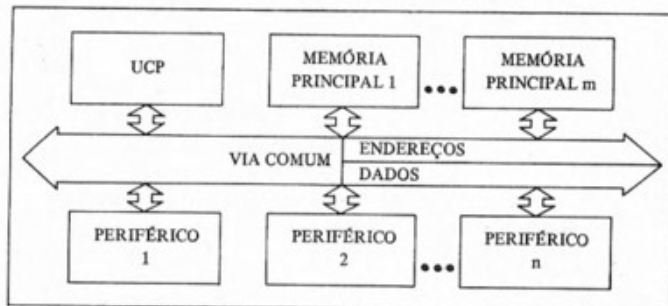 UCP
MEMÓRIA
PRINCIPAL 1
MEMÓRIA
PRINCIPAL m
VIA COMUM
ENDEREÇOS
DADOS
PERIFÉRICO
1
PERIFÉRICO
2
PERIFÉRICO
n